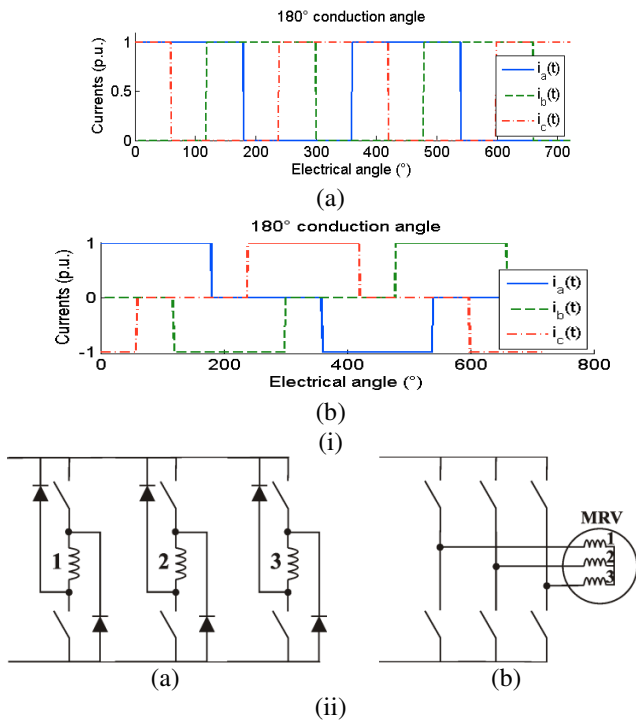 180° conduction angle
Currents (p.u.)
1
0.5
0
0 100 200 300 400 500 600 700
Electrical angle (°)
i_a(t)
i_b(t)
i_c(t)
(a)
180° conduction angle
Currents (p.u.)
1
0
-1
0 200 400 600 800
Electrical angle (°)
i_a(t)
i_b(t)
i_c(t)
(b)
(i)
1 2 3
MRV
1
2
3
(a) (b)
(ii)